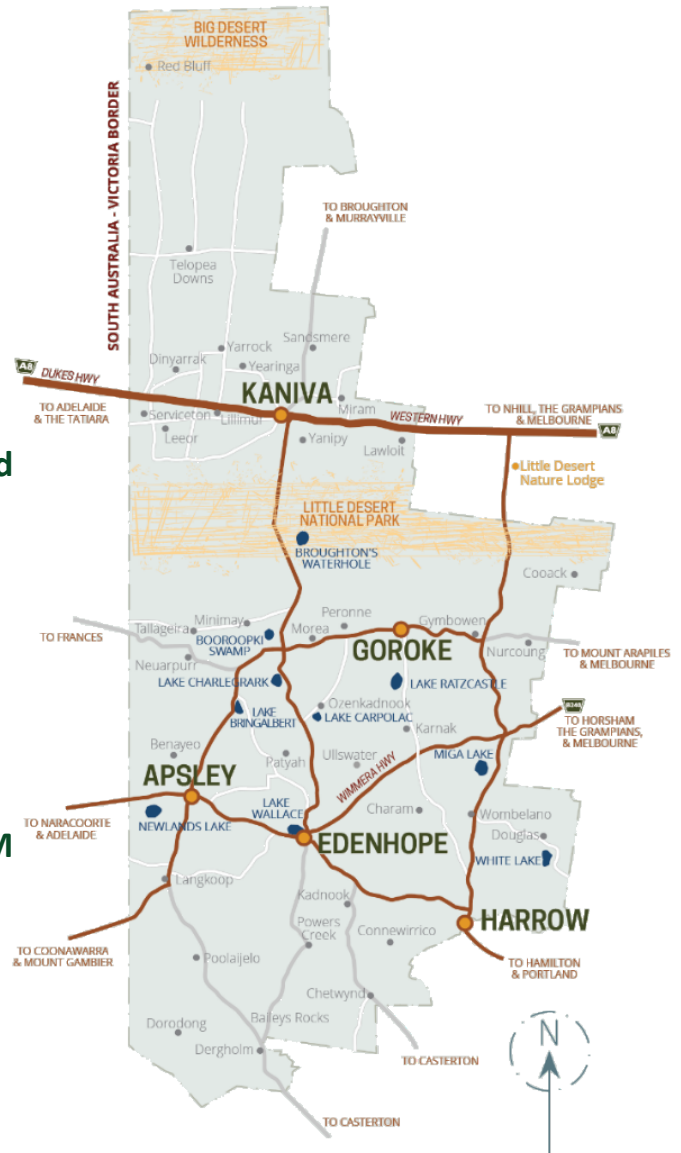 BIG DESERT
WILDERNESS
Red Bluff
SOUTH AUSTRALIA - VICTORIA BORDER
TO BROUGHTON
& MURRAYVILLE
Telopea
Downs
Sandsmere
Yarrock
Dinyarrak
Yearinga
A8
DUKES HWY
KANIVA
TO ADELAIDE
& THE TATIARA
Serviceton
Lillimur
Miram
WESTERN HWY
TO NHILL, THE GRAMPIANS
& MELBOURNE
A8
Leeor
Yanipy
Lawloit
d
Little Desert
Nature Lodge
LITTLE DESERT
NATIONAL PARK
BROUGHTON'S
WATERHOLE
Cooack
Peronne
Minimay
Gymbowen
Tallageira
TO FRANCES
BOOROOPKI
SWAMP
Morea
GOROKE
Nurcoung
TO MOUNT ARAPILES
& MELBOURNE
Neuarpurr
LAKE CHARLEGRARK
LAKE RATZCASTLE
LAKE
BRINGALBERT
Ozenkadnook
LAKE CARPOLAC
B240
TO HORSHAM
THE GRAMPIANS,
& MELBOURNE
Karnak
Benayeo
Patyah
Ullswater
MIGA LAKE
WIMMERA HWY
APSLEY
LAKE
WALLACE
Charam
Wombelano
TO NARACOORTE
& ADELAIDE
NEWLANDS LAKE
Douglas
M
EDENHOPE
WHITE LAKE
Langkoop
Kadnook
HARROW
Powers
Creek
Connewirrico
TO COONAWARRA
& MOUNT GAMBIER
Poolaijelo
TO HAMILTON
& PORTLAND
Chetwynd
Baileys Rocks
Dorodong
Dergholm
TO CASTERTON
N
TO CASTERTON